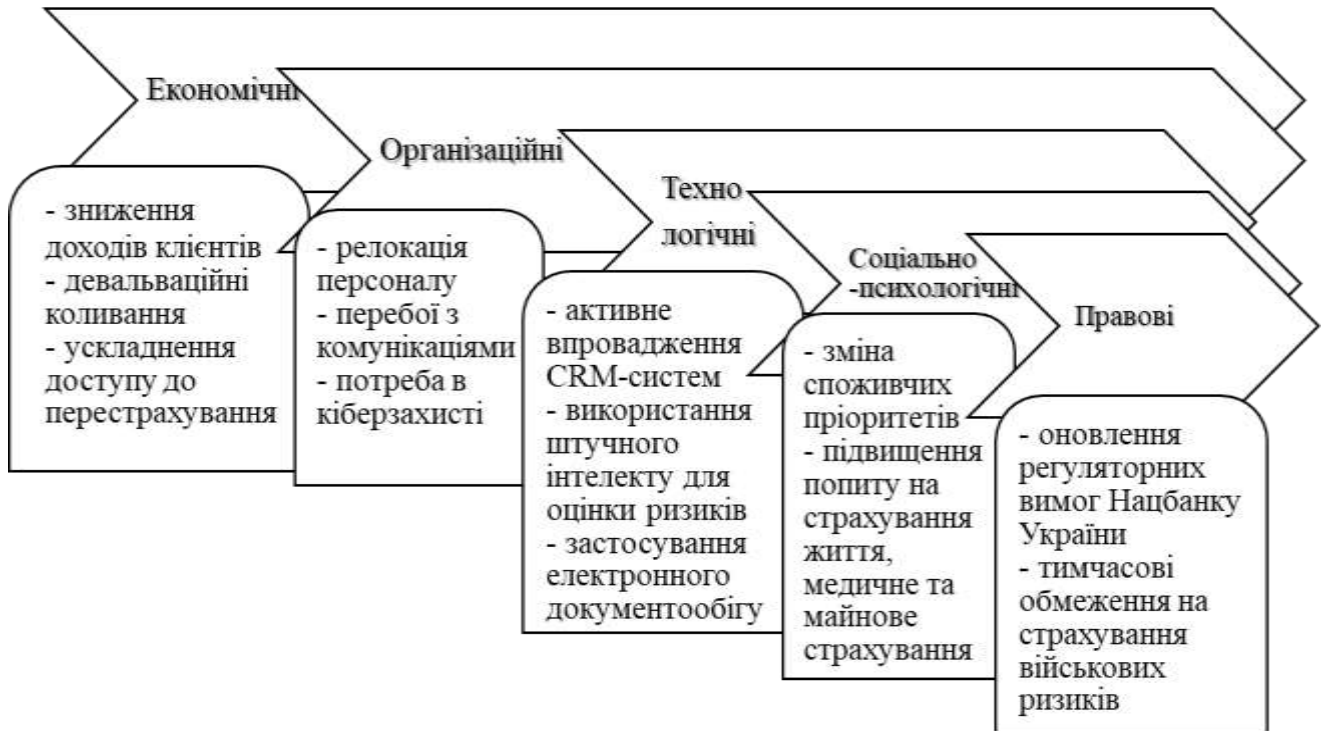 Економічні
- зниження
доходів клієнтів
- девальваційні
коливання
- ускладнення
доступу до
перестрахування
Організаційні
- релокація
персоналу
- перебої з
комунікаціями
- потреба в
кіберзахисті
Техно
логічні
- активне
впровадження
CRM-систем
- використання
штучного
інтелекту для
оцінки ризиків
- застосування
електронного
документообігу
Соціально
-психологічні
- зміна
споживчих
пріоритетів
- підвищення
попиту на
страхування
життя,
медичне та
майнове
страхування
Правові
- оновлення
регуляторних
вимог Нацбанку
України
- тимчасові
обмеження на
страхування
військових
ризиків